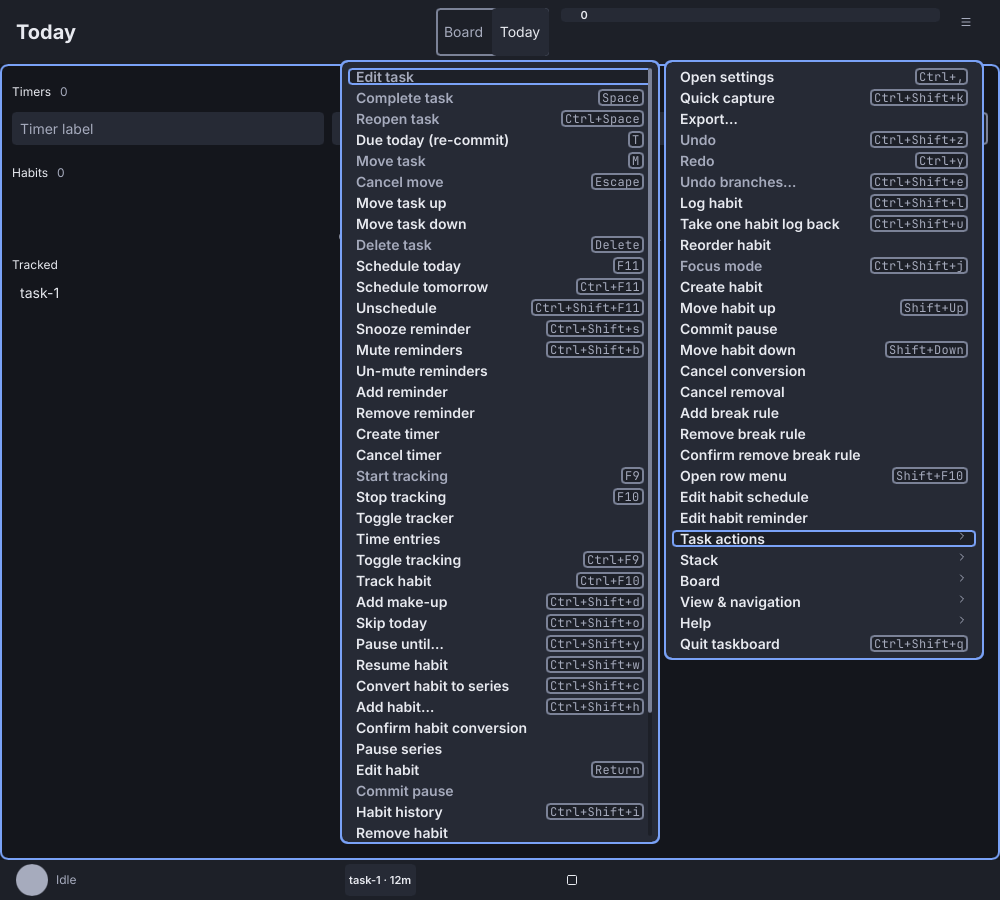 Today
Board
Today
0
☰
Timers 0
Timer label
Habits 0
Tracked
task-1
Edit task
Complete task Space
Reopen task Ctrl+Space
Due today (re-commit) T
Move task M
Cancel move Escape
Move task up
Move task down
Delete task Delete
Schedule today F11
Schedule tomorrow Ctrl+F11
Unschedule Ctrl+Shift+F11
Snooze reminder Ctrl+Shift+s
Mute reminders Ctrl+Shift+b
Un-mute reminders
Add reminder
Remove reminder
Create timer
Cancel timer
Start tracking F9
Stop tracking F10
Toggle tracker
Time entries
Toggle tracking Ctrl+F9
Track habit Ctrl+F10
Add make-up Ctrl+Shift+d
Skip today Ctrl+Shift+o
Pause until... Ctrl+Shift+y
Resume habit Ctrl+Shift+w
Convert habit to series Ctrl+Shift+c
Add habit... Ctrl+Shift+h
Confirm habit conversion
Pause series
Edit habit Return
Commit pause
Habit history Ctrl+Shift+i
Remove habit
Open settings Ctrl+,
Quick capture Ctrl+Shift+k
Export...
Undo Ctrl+Shift+z
Redo Ctrl+y
Undo branches... Ctrl+Shift+e
Log habit Ctrl+Shift+l
Take one habit log back Ctrl+Shift+u
Reorder habit
Focus mode Ctrl+Shift+j
Create habit
Move habit up Shift+Up
Commit pause
Move habit down Shift+Down
Cancel conversion
Cancel removal
Add break rule
Remove break rule
Confirm remove break rule
Open row menu Shift+F10
Edit habit schedule
Edit habit reminder
Task actions
Stack
Board
View & navigation
Help
Quit taskboard Ctrl+Shift+q
Idle
task-1 · 12m